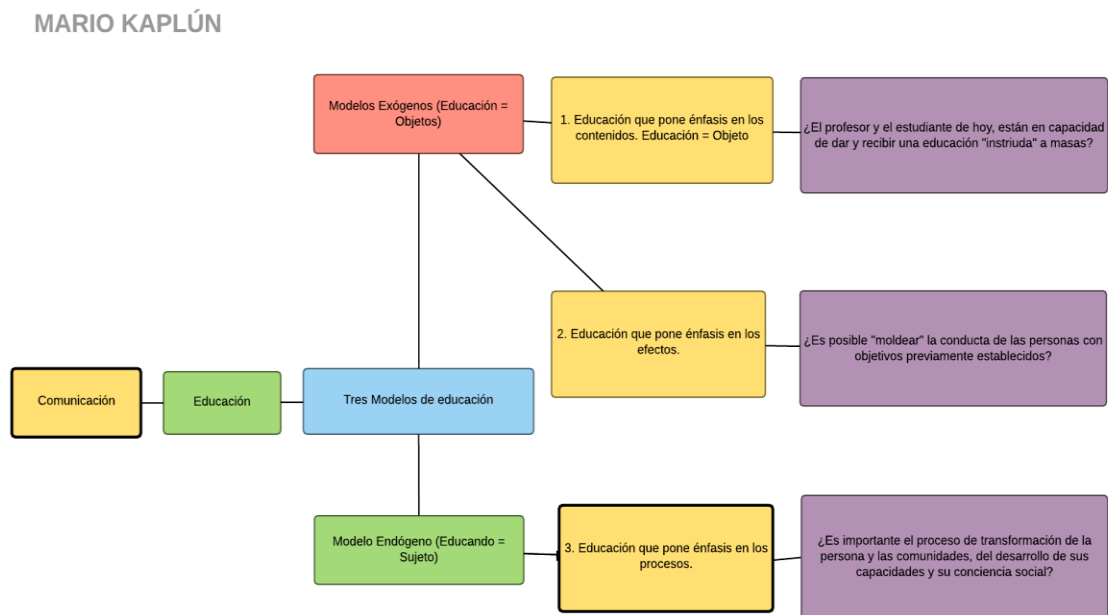 MARIO KAPLÚN
Modelos Exógenos (Educación =
Objetos)
1. Educación que pone énfasis en los
contenidos. Educación = Objeto
¿El profesor y el estudiante de hoy, están en capacidad
de dar y recibir una educación "instriuda" a masas?
2. Educación que pone énfasis en los
efectos.
¿Es posible "moldear" la conducta de las personas con
objetivos previamente establecidos?
Comunicación
Educación
Tres Modelos de educación
Modelo Endógeno (Educando =
Sujeto)
3. Educación que pone énfasis en los
procesos.
¿Es importante el proceso de transformación de la
persona y las comunidades, del desarrollo de sus
capacidades y su conciencia social?